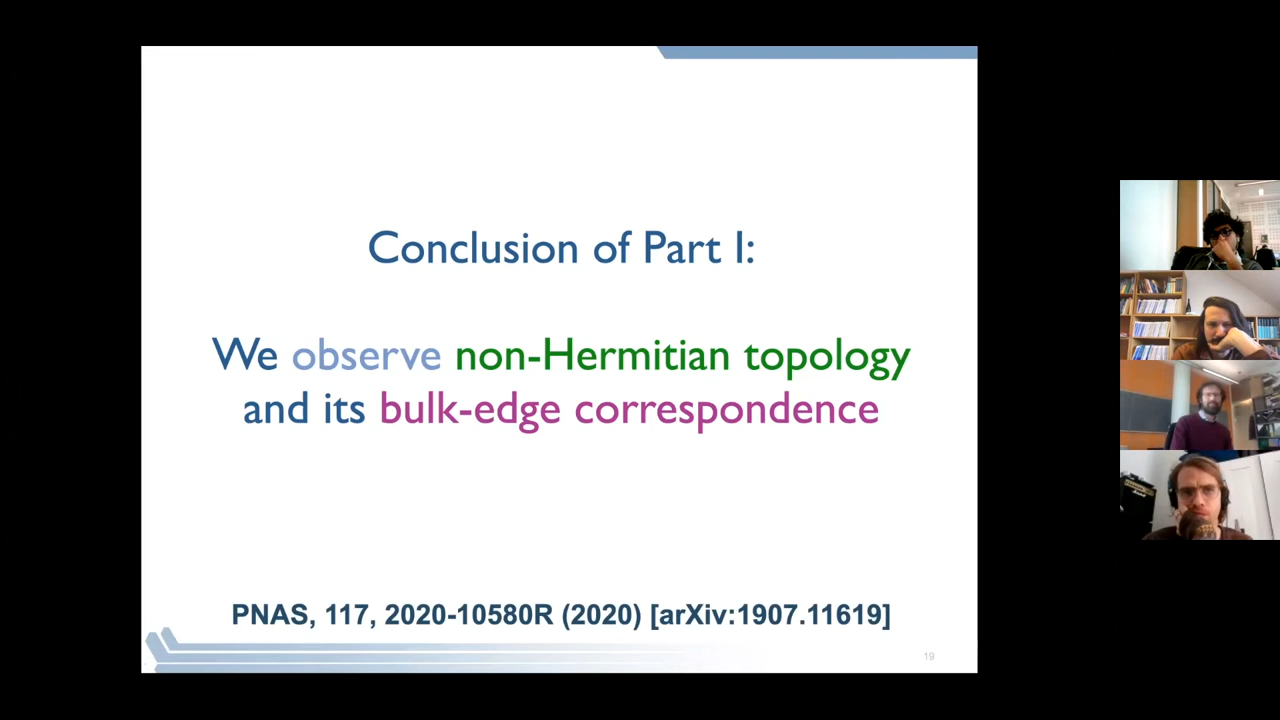 Conclusion of Part I:
We observe non-Hermitian topology
and its bulk-edge correspondence
PNAS, 117, 2020-10580R (2020) [arXiv:1907.11619]
19